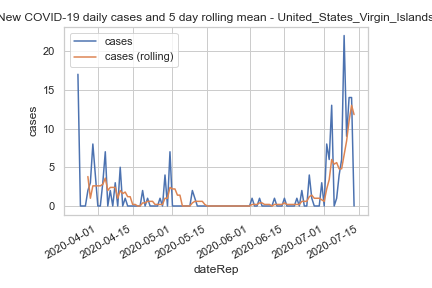 New COVID-19 daily cases and 5 day rolling mean - United_States_Virgin_Islands
cases
cases (rolling)
20
15
10
5
0
cases
2020-04-01
2020-04-15
2020-05-01
2020-05-15
2020-06-01
2020-06-15
2020-07-01
2020-07-15
dateRep